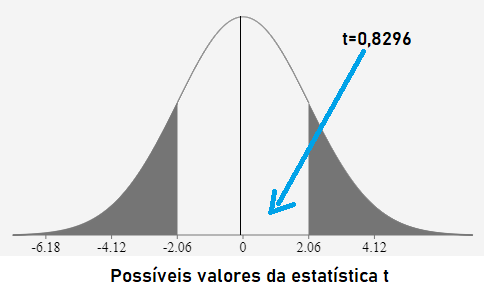 t=0,8296
-6.18 -4.12 -2.06 0 2.06 4.12
Possíveis valores da estatística t